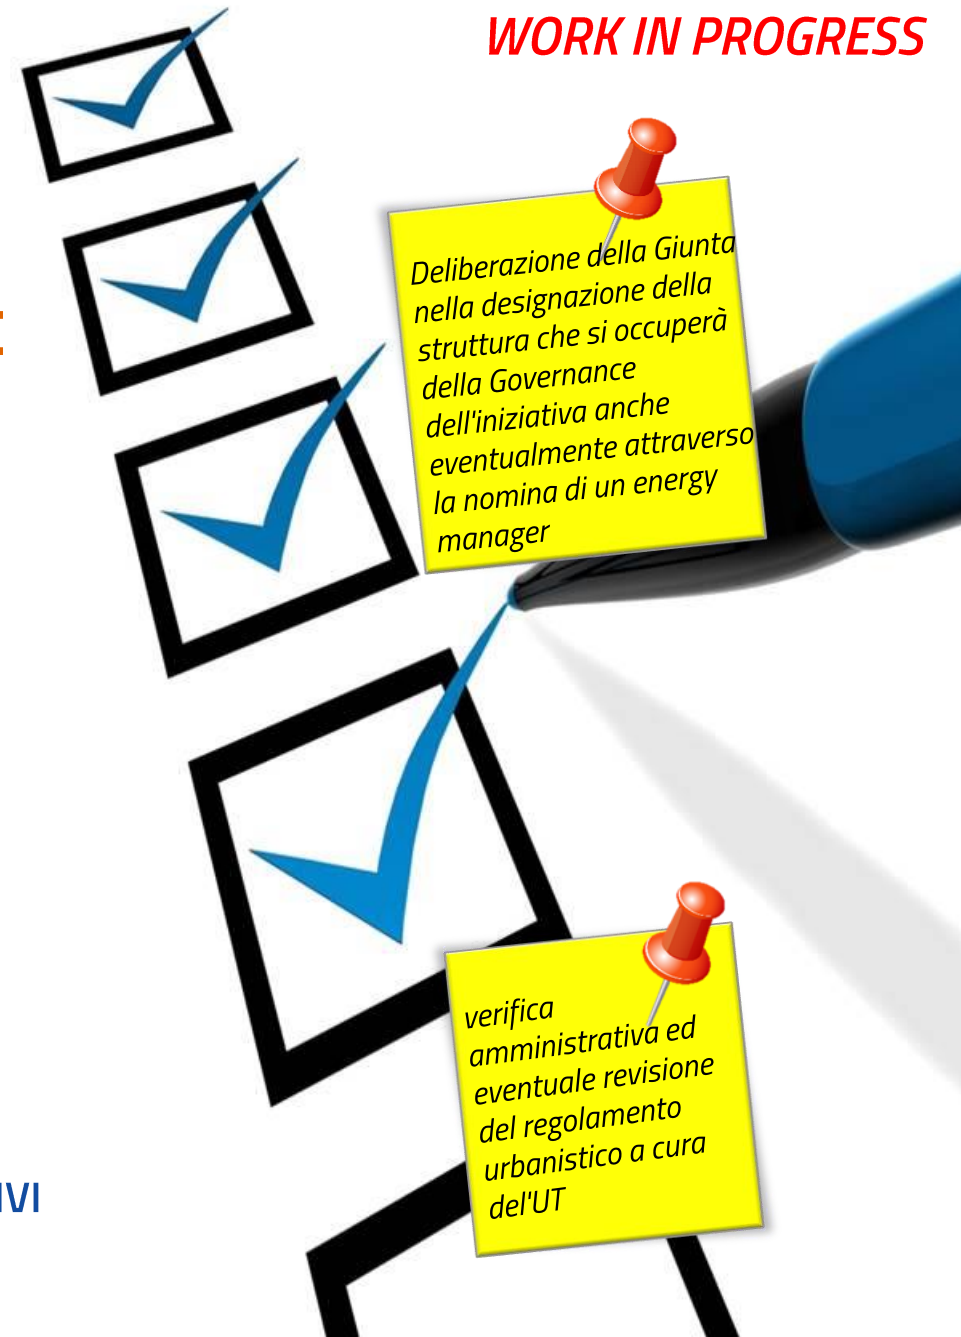 WORK IN PROGRESS
Deliberazione della Giunta
nella designazione della
struttura che si occuperà
della Governance
dell'iniziativa anche
eventualmente attraverso
la nomina di un energy
manager
verifica
amministrativa ed
eventuale revisione
del regolamento
urbanistico a cura
del'UT
IVI